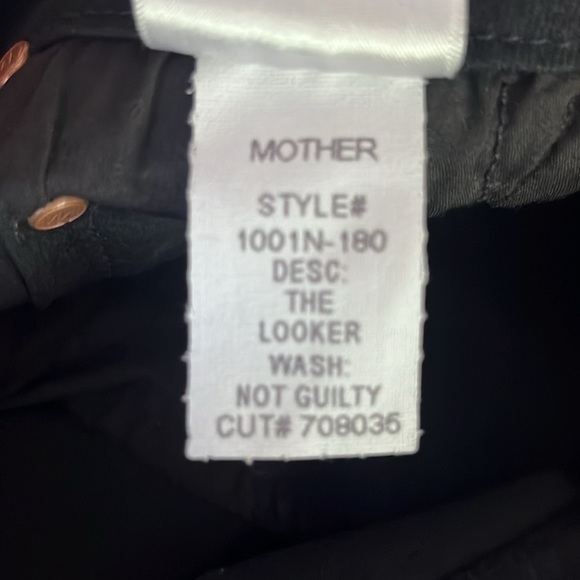 MOTHER
STYLE#
1001N-180
DESC:
THE
LOOKER
WASH:
NOT GUILTY
CUT# 708035